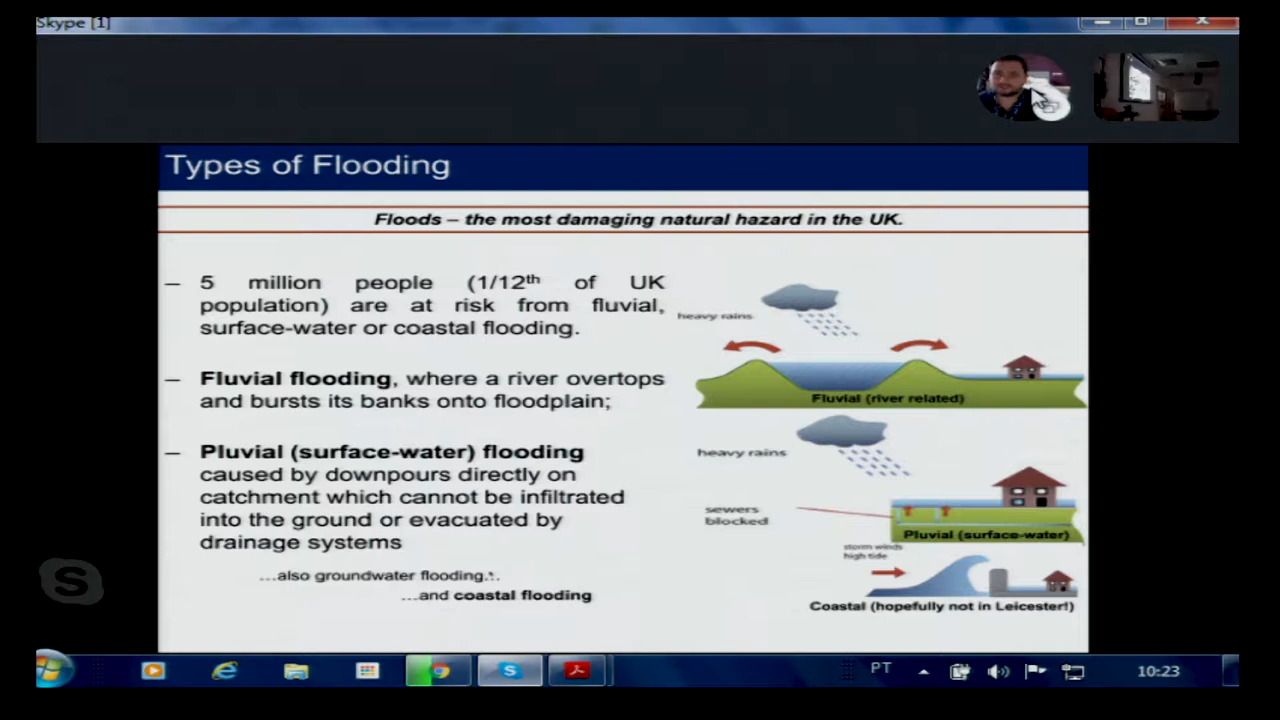 Skype [1]
Types of Flooding
Floods – the most damaging natural hazard in the UK.
– 5 million people (1/12th of UK
population) are at risk from fluvial,
surface-water or coastal flooding.
– Fluvial flooding, where a river overtops
and bursts its banks onto floodplain;
– Pluvial (surface-water) flooding
caused by downpours directly on
catchment which cannot be infiltrated
into the ground or evacuated by
drainage systems
...also groundwater flooding...
...and coastal flooding
heavy rains
Fluvial (river related)
heavy rains
sewers
blocked
Pluvial (surface-water)
storm winds
high tide
Coastal (hopefully not in Leicester!)
S
PT
10:23